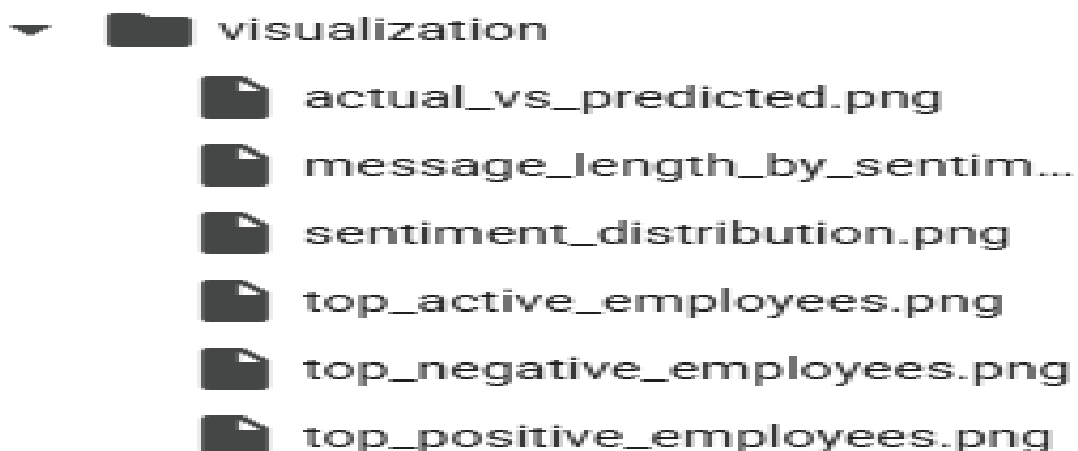 visualization
actual_vs_predicted.png
message_length_by_sentim...
sentiment_distribution.png
top_active_employees.png
top_negative_employees.png
top_positive_employees.png